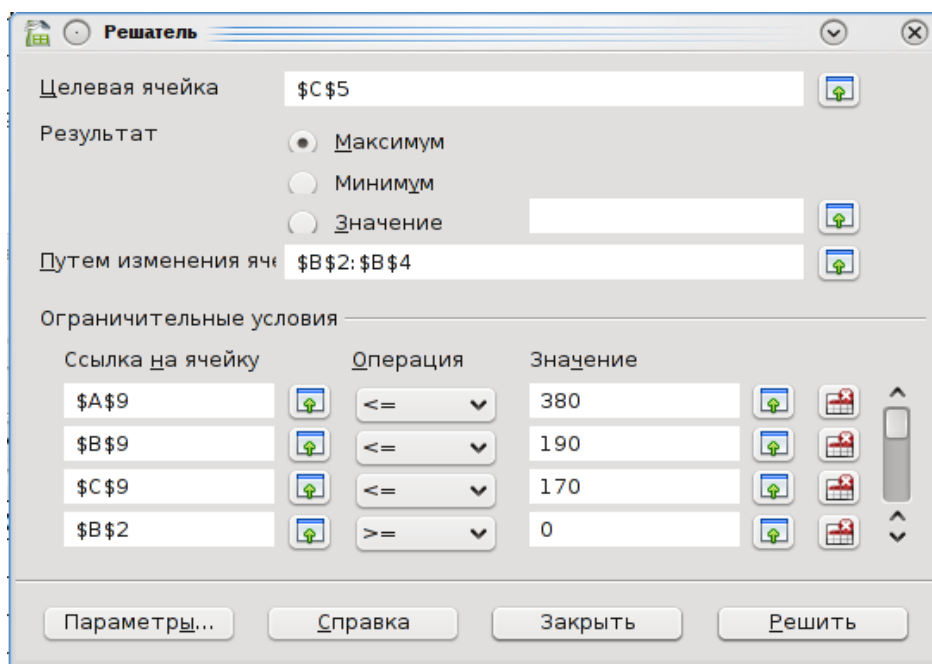 Решатель
Целевая ячейка $C$5
Результат Максимум
Минимум
Значение
Путем изменения яче $B$2:$B$4
Ограничительные условия
Ссылка на ячейку Операция Значение
$A$9 <= 380
$B$9 <= 190
$C$9 <= 170
$B$2 >= 0
Параметры... Справка Закрыть Решить